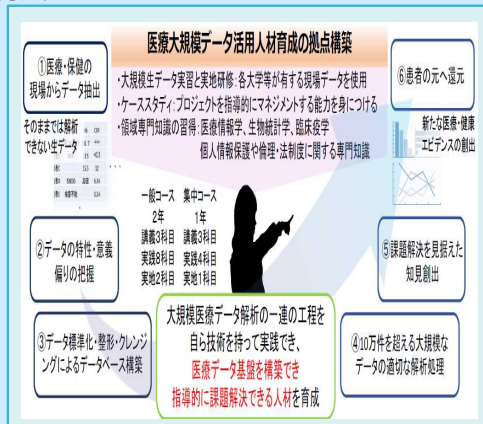 医療大規模データ活用人材育成の拠点構築
・大規模生データ実習と実地研修:各大学等が有する現場データを使用
・ケーススタディ:プロジェクトを指導的にマネジメントする能力を身につける
・領域専門知識の習得:医療情報学、生物統計学、臨床疫学
個人情報保護や倫理・法制度に関する専門知識
①医療・保健の
現場からデータ抽出
そのままでは解析
できない生データ
②データの特性・意義
偏りの把握
③データ標準化・整形・クレンジ
ングによるデータベース構築
一般コース 集中コース
2年 1年
講義3科目 講義3科目
実践8科目 実践4科目
実地2科目 実地1科目
大規模医療データ解析の一連の工程を
自ら技術を持って実践でき、
医療データ基盤を構築でき
指導的に課題解決できる人材を育成
④10万件を超える大規模な
データの適切な解析処理
⑤課題解決を見据えた
知見創出
⑥患者の元へ還元
新たな医療・健康
エビデンスの創出